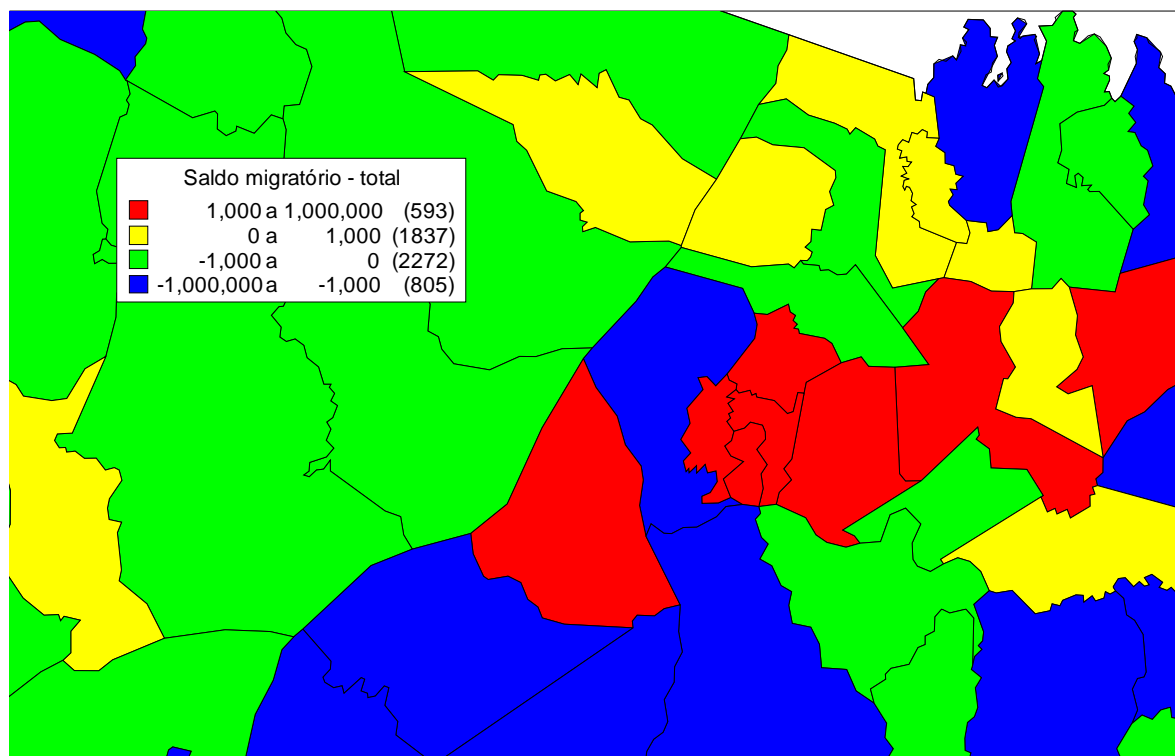 Saldo migratório - total
1,000 a 1,000,000 (593)
0 a 1,000 (1837)
-1,000 a 0 (2272)
-1,000,000 a -1,000 (805)